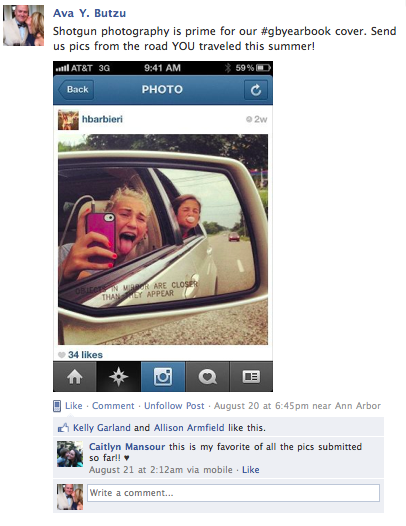 Ava Y. Butzu
Shotgun photography is prime for our #gbyearbook cover. Send
us pics from the road YOU traveled this summer!
AT&T 3G 9:41 AM 59%
Back PHOTO
hbarbieri 2w
OBJECTS IN MIRROR ARE CLOSER
THAN THEY APPEAR
34 likes
Like · Comment · Unfollow Post · August 20 at 6:45pm near Ann Arbor
Kelly Garland and Allison Armfield like this.
Caitlyn Mansour this is my favorite of all the pics submitted
so far!! ♥
August 21 at 2:12am via mobile · Like
Write a comment...